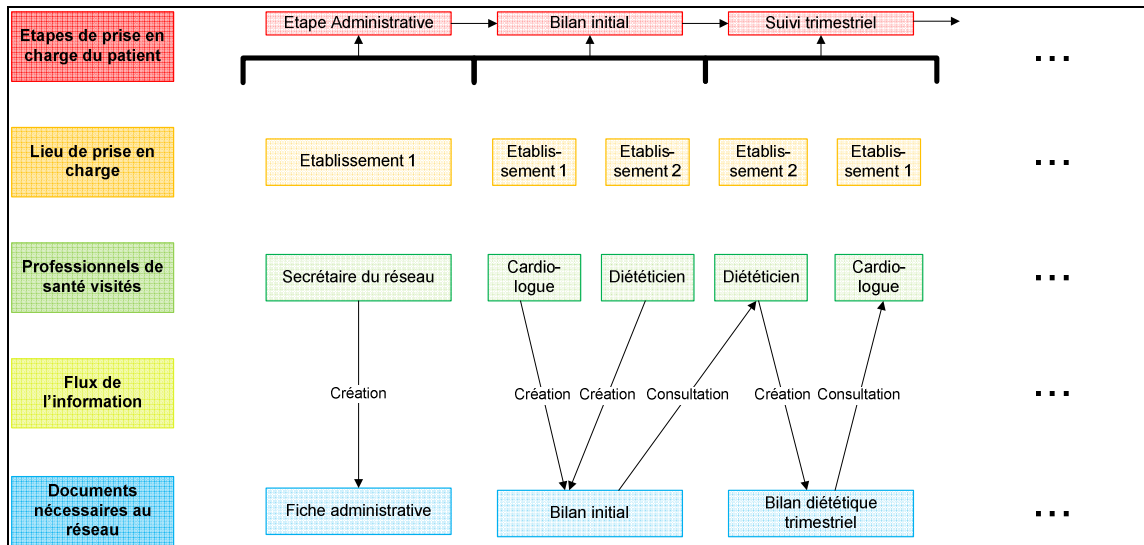 Etapes de prise en
charge du patient
Etape Administrative
Bilan initial
Suivi trimestriel
...
Lieu de prise en
charge
Etablissement 1
Etablis-
sement 1
Etablis-
sement 2
Etablis-
sement 2
Etablis-
sement 1
...
Professionnels de
santé visités
Secrétaire du réseau
Cardio-
logue
Diététicien
Diététicien
Cardio-
logue
...
Flux de
l'information
Création
Création
Création
Consultation
Création
Consultation
...
Documents
nécessaires au
réseau
Fiche administrative
Bilan initial
Bilan diététique
trimestriel
...